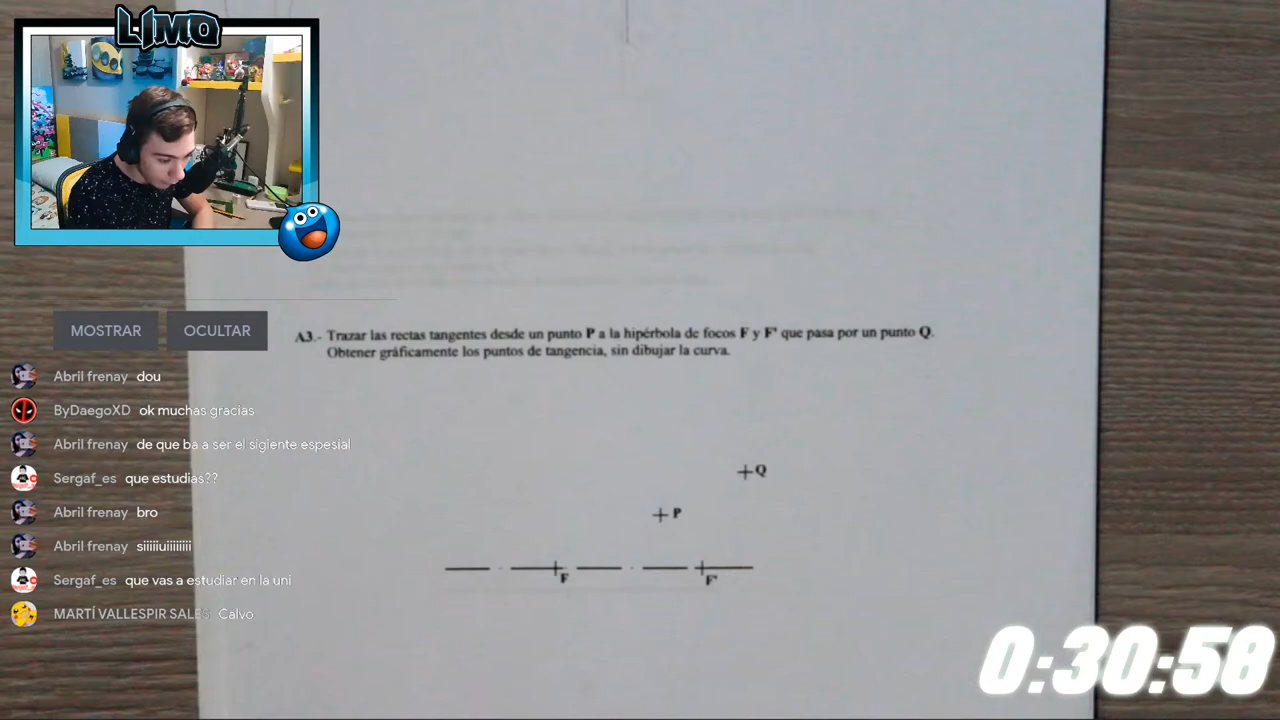 LIMO
MOSTRAR
OCULTAR
Abril frenay dou
ByDaegoXD ok muchas gracias
Abril frenay de que ba a ser el sigiente espesial
Sergaf_es que estudias??
Abril frenay bro
Abril frenay siiiiiuiiiiiiii
Sergaf_es que vas a estudiar en la uni
MARTÍ VALLESPIR Calvo
A3.- Trazar las rectas tangentes desde un punto P a la hipérbola de focos F y F' que pasa por un punto Q.
Obtener gráficamente los puntos de tangencia, sin dibujar la curva.
Q
P
F
F'
0:30:58